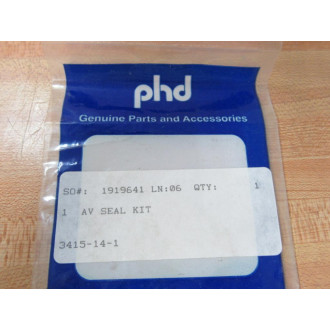 phd
Genuine Parts and Accessories
SO#: 1919641 LN:06 QTY: 1
1 AV SEAL KIT
3415-14-1